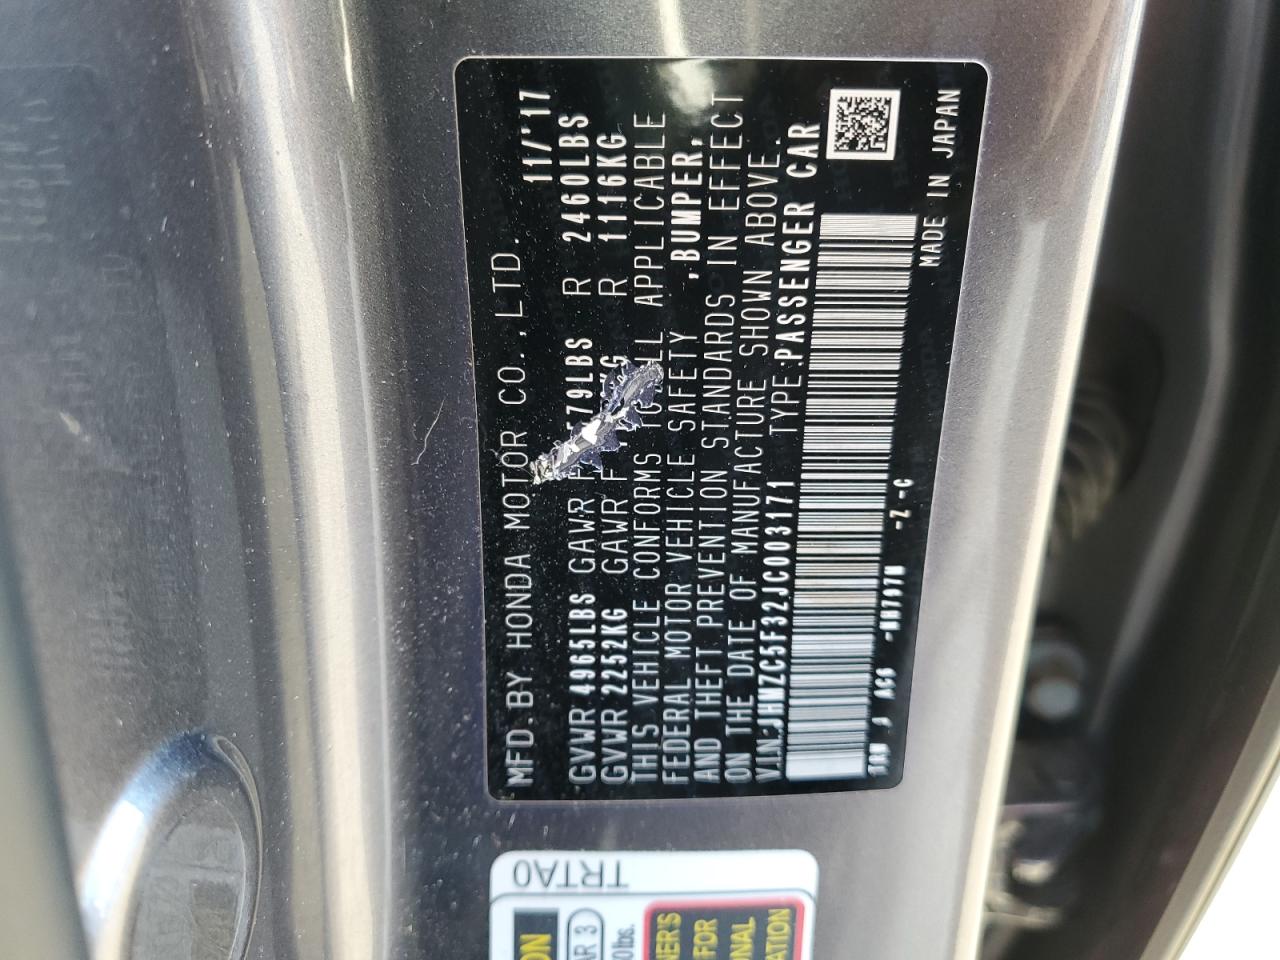 MFD. BY HONDA MOTOR CO., LTD. 11/'17
GVWR 4965LBS GAWR F 79LBS R 2460LBS
GVWR 2252KG GAWR F KG R 1116KG
THIS VEHICLE CONFORMS TO ALL APPLICABLE
FEDERAL MOTOR VEHICLE SAFETY ,BUMPER,
AND THEFT PREVENTION STANDARDS IN EFFECT
ON THE DATE OF MANUFACTURE SHOWN ABOVE.
V.I.N:JHMZC5F32JC003171 TYPE:PASSENGER CAR
-NH797M -Z -C
MADE IN JAPAN
TRTA0